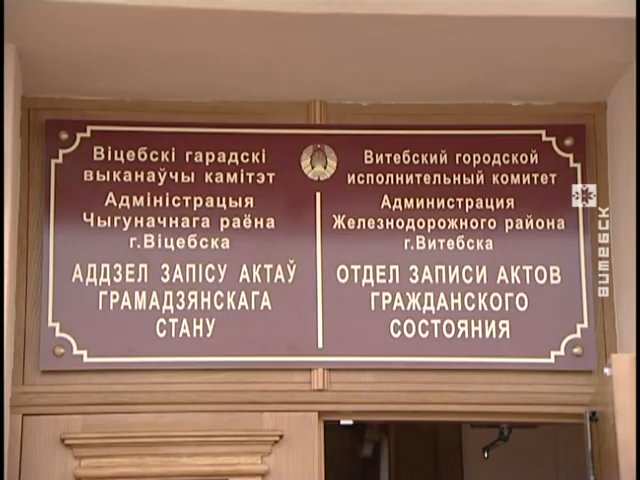 Віцебскі гарадскі
выканаўчы камітэт
Адміністрацыя
Чыгуначнага раёна
г.Віцебска
АДДЗЕЛ ЗАПІСУ АКТАЎ
ГРАМАДЗЯНСКАГА
СТАНУ
Витебский городской
исполнительный комитет
Администрация
Железнодорожного района
г.Витебска
ОТДЕЛ ЗАПИСИ АКТОВ
ГРАЖДАНСКОГО
СОСТОЯНИЯ
ВИТЕБСК